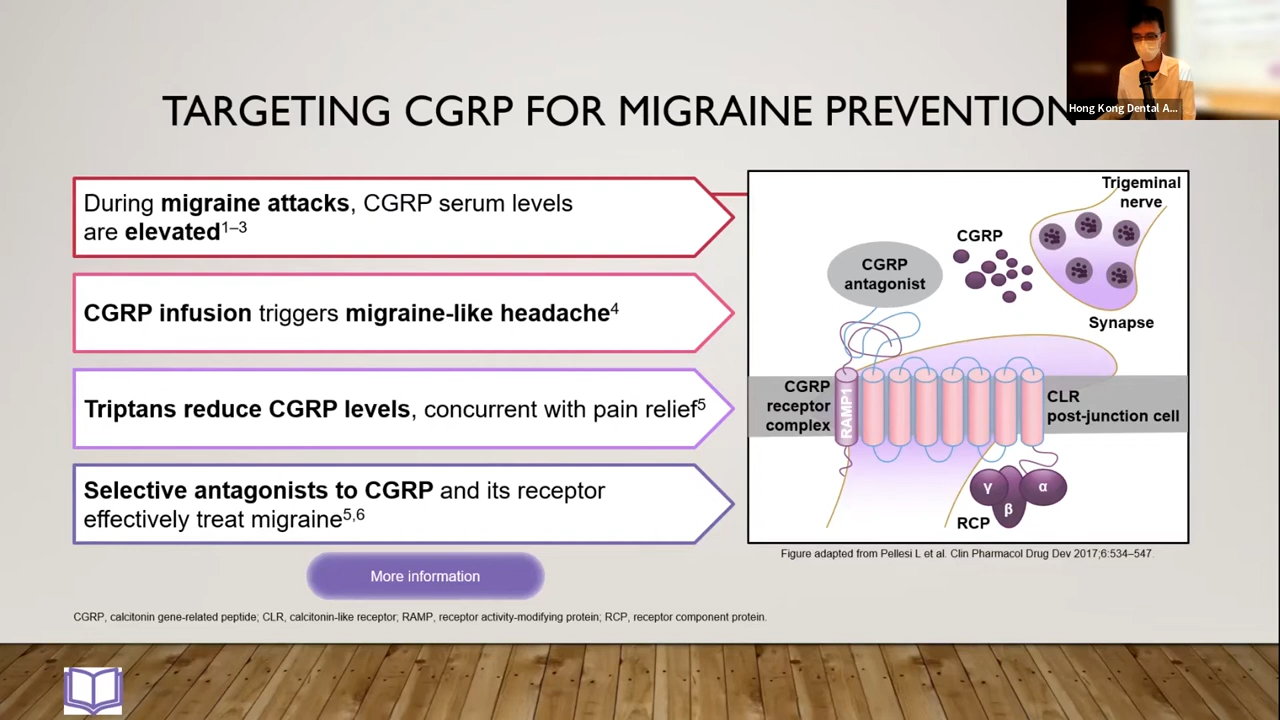 TARGETING CGRP FOR MIGRAINE PREVENTION
Hong Kong Dental A...
During migraine attacks, CGRP serum levels
are elevated1–3
CGRP infusion triggers migraine-like headache4
Triptans reduce CGRP levels, concurrent with pain relief5
Selective antagonists to CGRP and its receptor
effectively treat migraine5,6
More information
Trigeminal
nerve
CGRP
CGRP
antagonist
Synapse
CGRP
receptor
complex
RAMP1
CLR
post-junction cell
γ
α
β
RCP
Figure adapted from Pellesi L et al. Clin Pharmacol Drug Dev 2017;6:534–547.
CGRP, calcitonin gene-related peptide; CLR, calcitonin-like receptor; RAMP, receptor activity-modifying protein; RCP, receptor component protein.